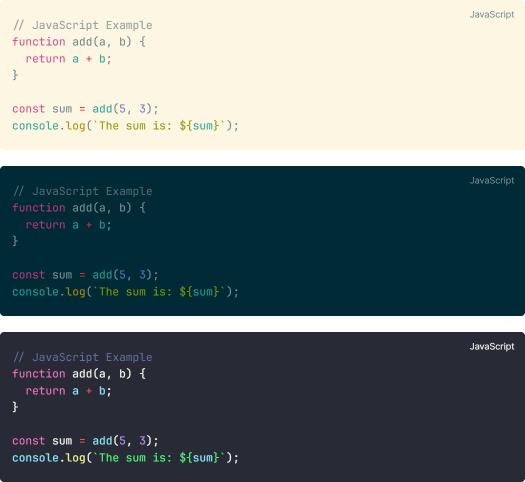 JavaScript
// JavaScript Example
function add(a, b) {
  return a + b;
}
const sum = add(5, 3);
console.log(`The sum is: ${sum}`);
JavaScript
// JavaScript Example
function add(a, b) {
  return a + b;
}
const sum = add(5, 3);
console.log(`The sum is: ${sum}`);
JavaScript
// JavaScript Example
function add(a, b) {
  return a + b;
}
const sum = add(5, 3);
console.log(`The sum is: ${sum}`);